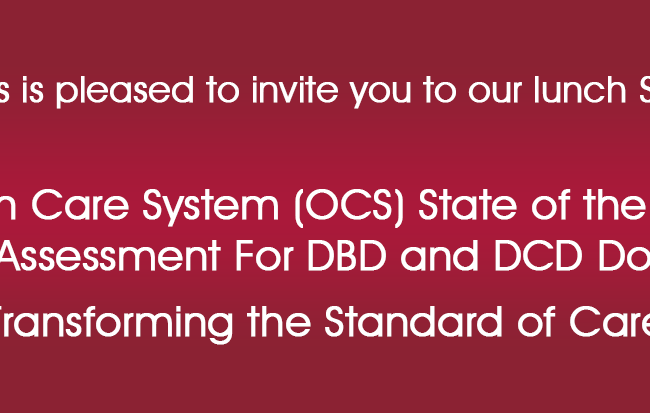 s is pleased to invite you to our lunch S
n Care System (OCS) State of the
Assessment For DBD and DCD Do
Transforming the Standard of Care